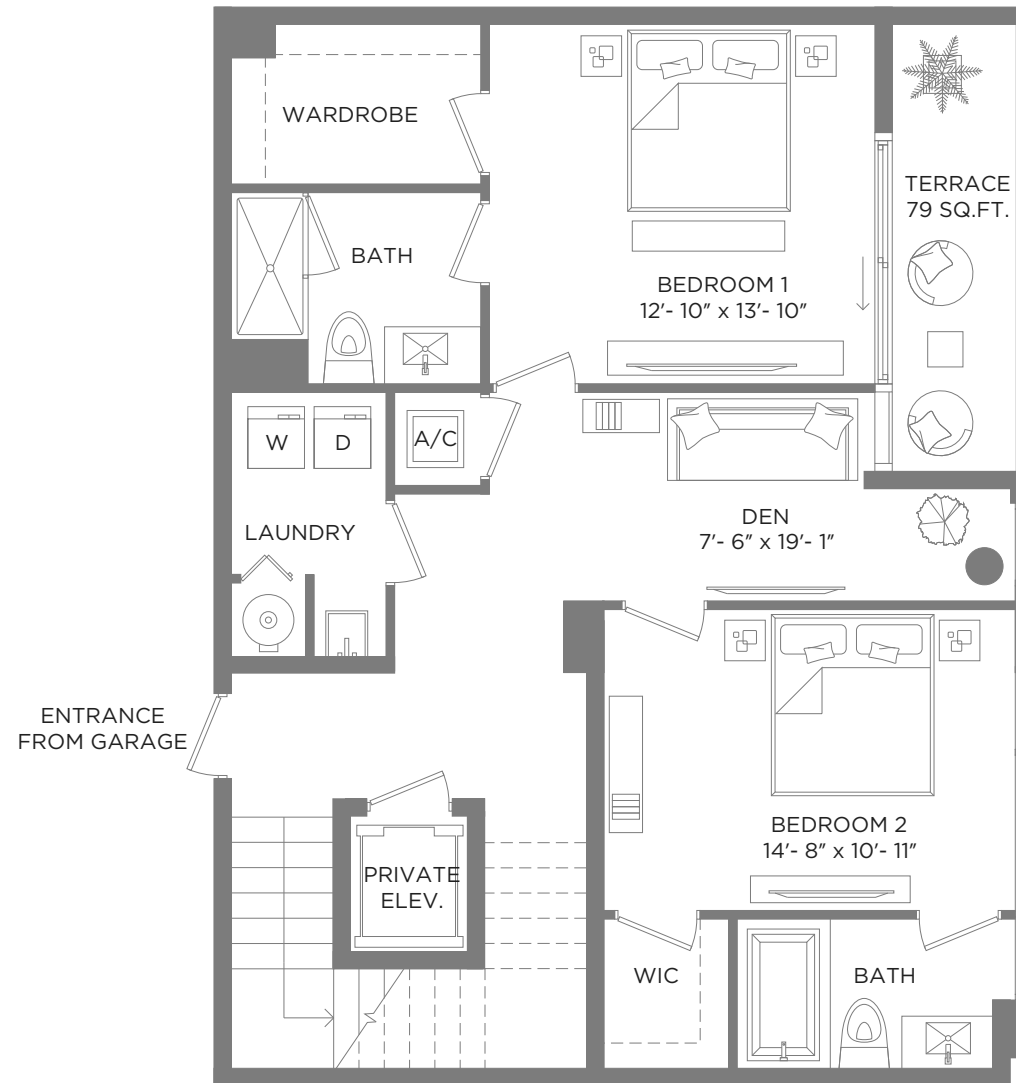 WARDROBE
TERRACE
79 SQ.FT.
BATH
BEDROOM 1
12'- 10" x 13'- 10"
W
D
A/C
LAUNDRY
DEN
7'- 6" x 19'- 1"
ENTRANCE
FROM GARAGE
BEDROOM 2
14'- 8" x 10'- 11"
PRIVATE
ELEV.
WIC
BATH